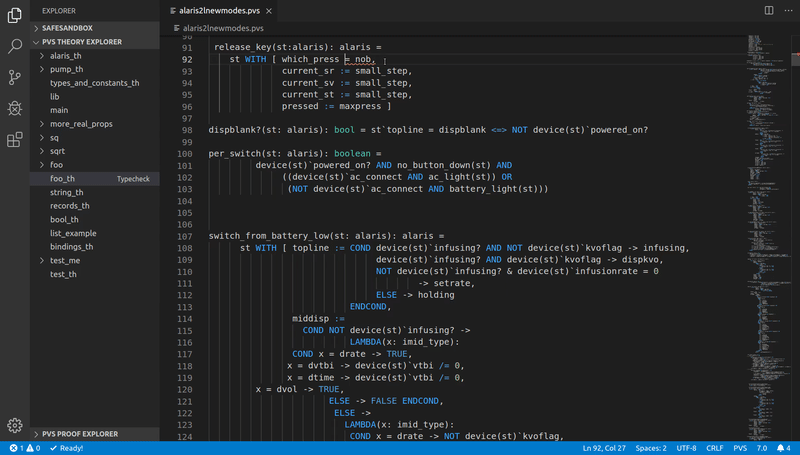 EXPLORER
SAFESANDBOX
PVS THEORY EXPLORER
alaris_th
pump_th
types_and_constants_th
lib
main
more_real_props
sq
sqrt
foo
foo_th Typecheck
string_th
records_th
bool_th
list_example
bindings_th
test_me
test_th
PVS PROOF EXPLORER
alaris2lnewmodes.pvs
alaris2lnewmodes.pvs
90
91 release_key(st:alaris): alaris =
92 st WITH [ which_press = nob,
93 current_sr := small_step,
94 current_sv := small_step,
95 current_st := small_step,
96 pressed := maxpress ]
97
98 dispblank?(st: alaris): bool = st`topline = dispblank <=> NOT device(st)`powered_on?
99
100 per_switch(st: alaris): boolean =
101 device(st)`powered_on? AND no_button_down(st) AND
102 ((device(st)`ac_connect AND ac_light(st)) OR
103 (NOT device(st)`ac_connect AND battery_light(st)))
104
105
106
107 switch_from_battery_low(st: alaris): alaris =
108 st WITH [ topline := COND device(st)`infusing? AND NOT device(st)`kvoflag -> infusing,
109 device(st)`infusing? AND device(st)`kvoflag -> dispkvo,
110 NOT device(st)`infusing? & device(st)`infusionrate = 0
111 -> setrate,
112 ELSE -> holding
113 ENDCOND,
114 middisp :=
115 COND NOT device(st)`infusing? ->
116 LAMBDA(x: imid_type):
117 COND x = drate -> TRUE,
118 x = dvtbi -> device(st)`vtbi /= 0,
119 x = dtime -> device(st)`vtbi /= 0,
120 x = dvol -> TRUE,
121 ELSE -> FALSE ENDCOND,
122 ELSE ->
123 LAMBDA(x: imid_type):
124 COND x = drate -> NOT device(st)`kvoflag,
1 0 Ready! Ln 92, Col 27 Spaces: 2 UTF-8 CRLF PVS 7.0 4